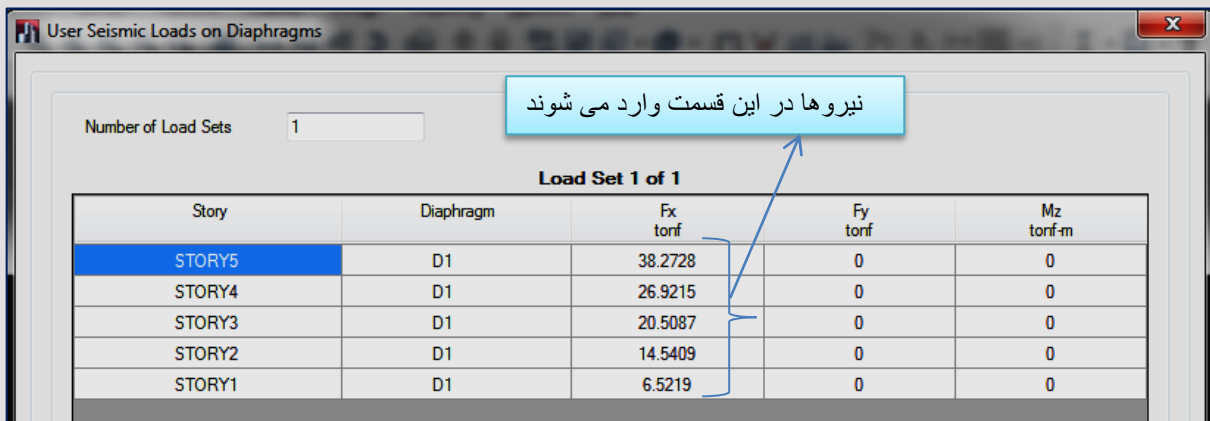 User Seismic Loads on Diaphragms
نیروها در این قسمت وارد می شوند
Number of Load Sets 1
Load Set 1 of 1
Story Diaphragm Fx Fy Mz
tonf tonf tonf-m
STORY5 D1 38.2728 0 0
STORY4 D1 26.9215 0 0
STORY3 D1 20.5087 0 0
STORY2 D1 14.5409 0 0
STORY1 D1 6.5219 0 0